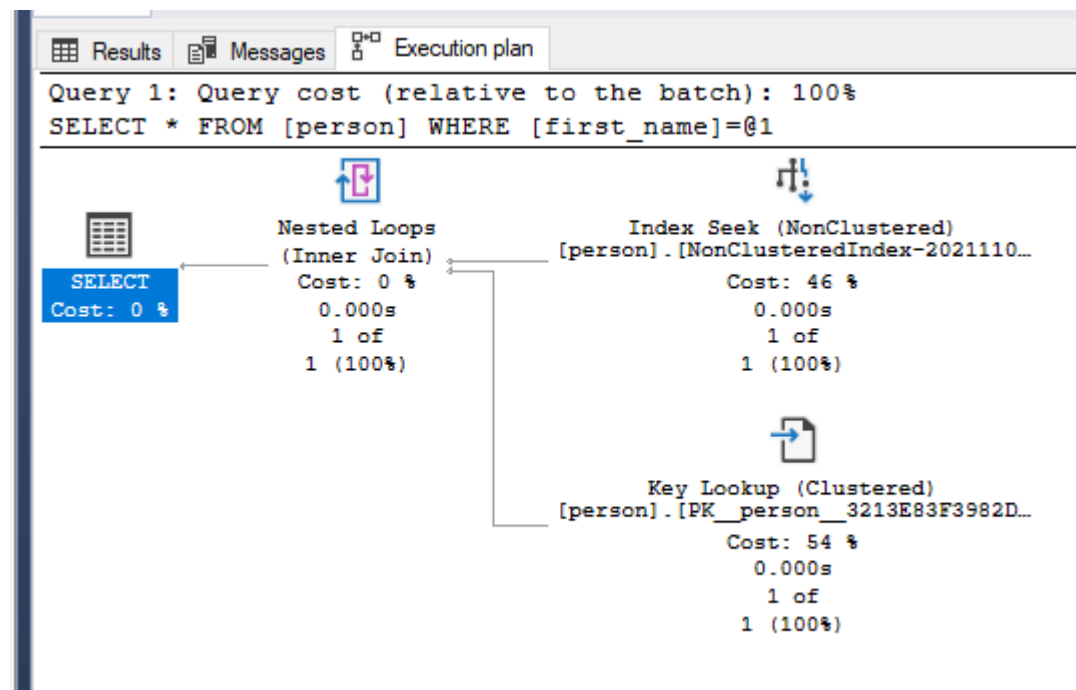 Results Messages Execution plan
Query 1: Query cost (relative to the batch): 100%
SELECT * FROM [person] WHERE [first_name]=@1
SELECT
Cost: 0 %
Nested Loops
(Inner Join)
Cost: 0 %
0.000s
1 of
1 (100%)
Index Seek (NonClustered)
[person].[NonClusteredIndex-2021110…
Cost: 46 %
0.000s
1 of
1 (100%)
Key Lookup (Clustered)
[person].[PK__person__3213E83F3982D…
Cost: 54 %
0.000s
1 of
1 (100%)